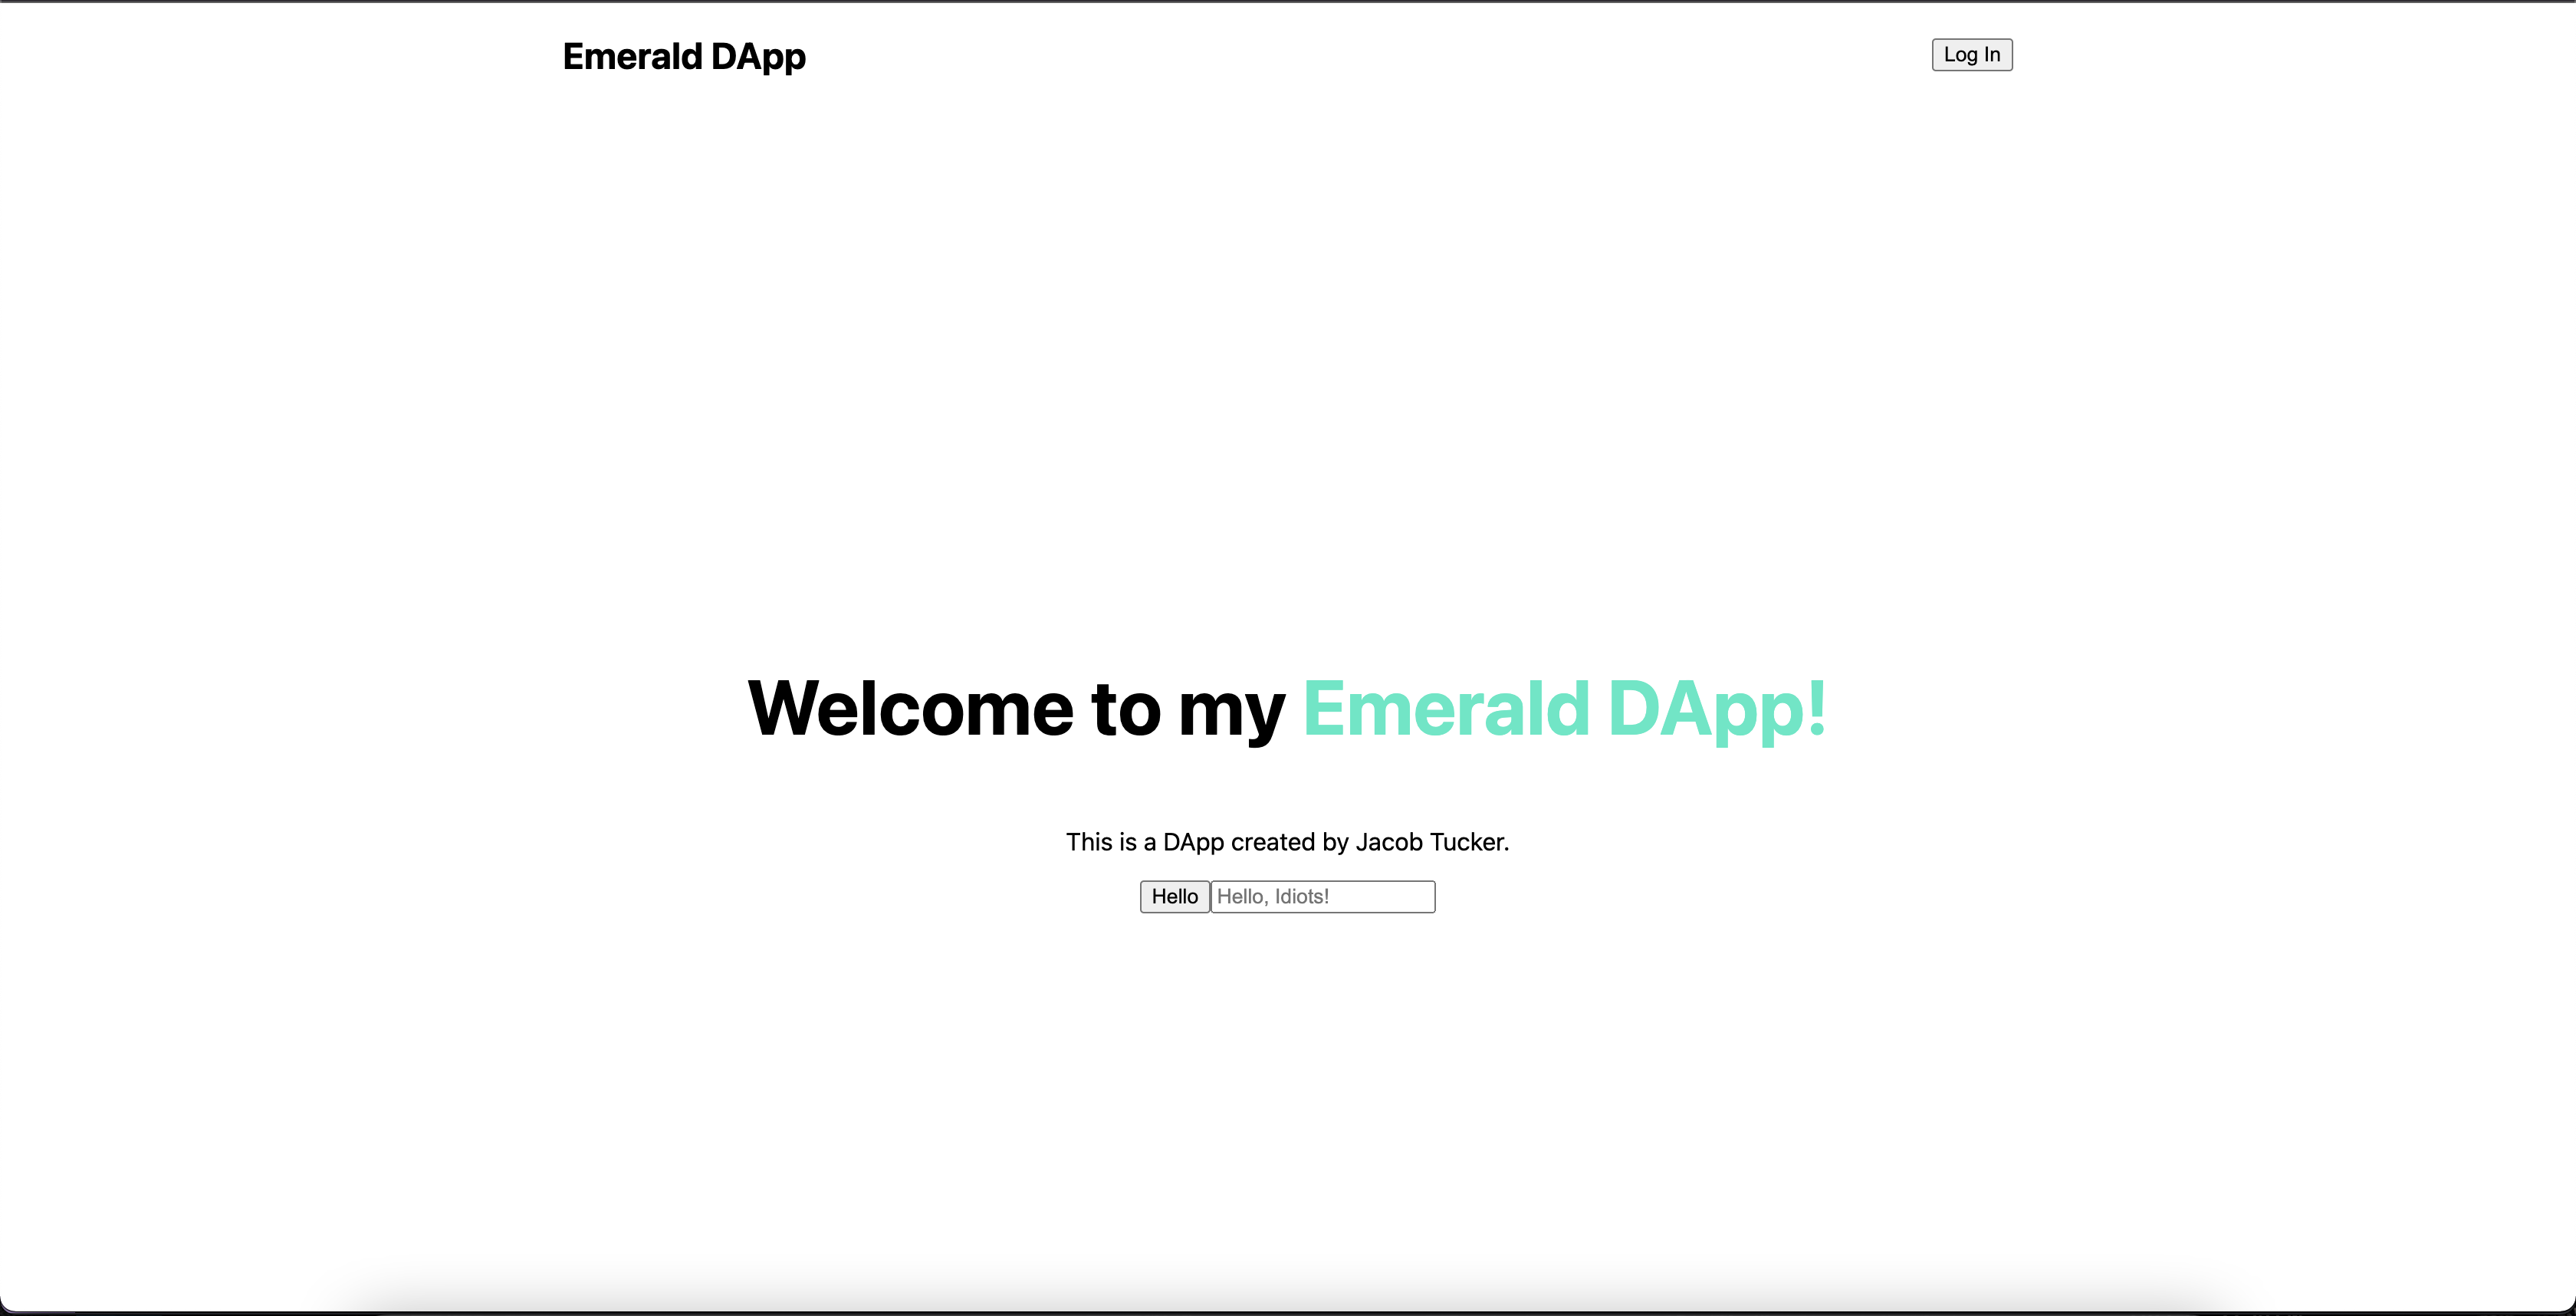 Emerald DApp
Log In
Welcome to my Emerald DApp!
This is a DApp created by Jacob Tucker.
Hello
Hello, Idiots!